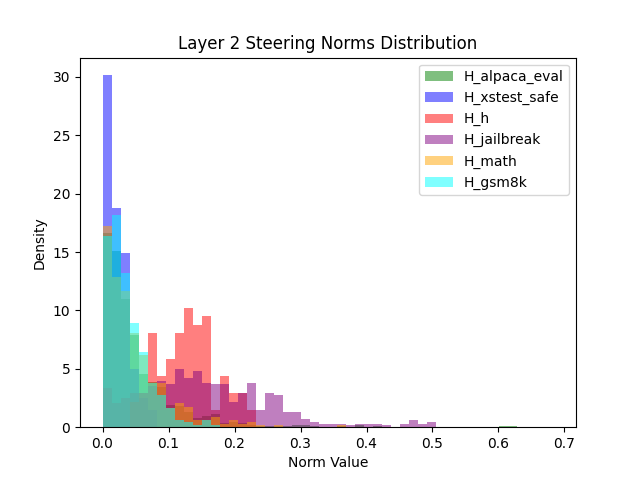 Layer 2 Steering Norms Distribution
H_alpaca_eval
H_xstest_safe
H_h
H_jailbreak
H_math
H_gsm8k
Density
30
25
20
15
10
5
0
0.0 0.1 0.2 0.3 0.4 0.5 0.6 0.7
Norm Value